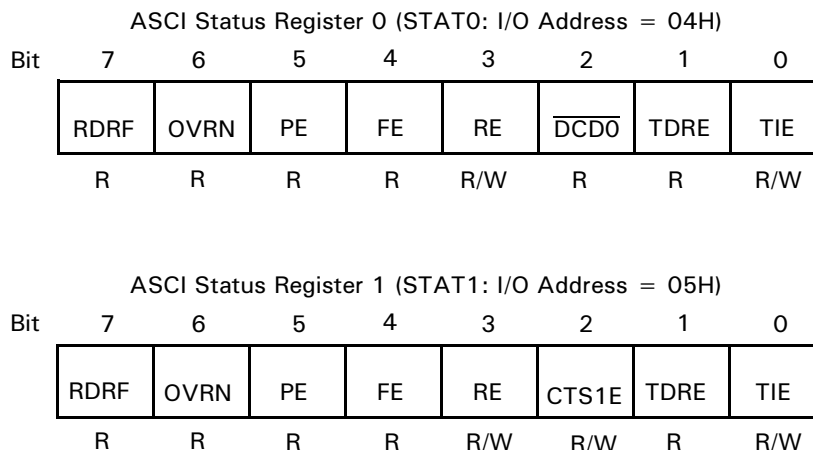 ASCI Status Register 0 (STAT0: I/O Address = 04H)
Bit 7 6 5 4 3 2 1 0
RDRF OVRN PE FE RE D̅C̅D̅0̅ TDRE TIE
R R R R R/W R R R/W
ASCI Status Register 1 (STAT1: I/O Address = 05H)
Bit 7 6 5 4 3 2 1 0
RDRF OVRN PE FE RE CTS1E TDRE TIE
R R R R R/W R/W R R/W